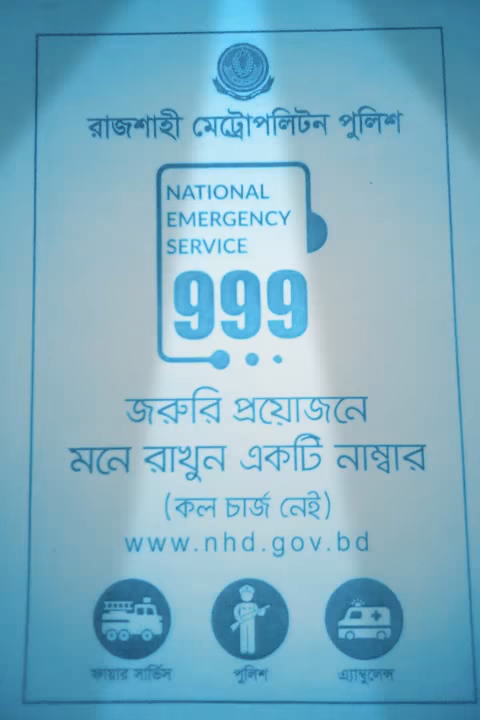 রাজশাহী মেট্রোপলিটন পুলিশ
NATIONAL
EMERGENCY
SERVICE
999
জরুরি প্রয়োজনে
মনে রাখুন একটি নাম্বার
(কল চার্জ নেই)
www.nhd.gov.bd
ফায়ার সার্ভিস পুলিশ এ্যাম্বুলেন্স